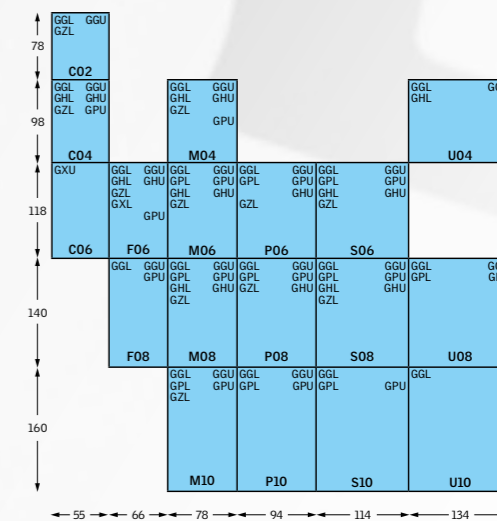 78
GGL GGU
GZL
C02
98
GGL GGU
GHL GHU
GZL GPU
C04
GGL GGU
GHL GHU
GZL
GPU
M04
GGL
GHL
U04
118
GXU
C06
GGL GGU
GHL GHU
GZL
GXL
GPU
F06
GGL GGU
GPL GPU
GHL GHU
GZL
M06
GGL GGU
GPL GPU
GHU
GZL
P06
GGL GGU
GPL GPU
GHL GHU
GZL
S06
140
GGL GGU
GPU
F08
GGL GGU
GPL GPU
GHL GHU
GZL
M08
GGL GGU
GPL GPU
GZL GHU
P08
GGL GGU
GPL GPU
GHL GHU
GZL
S08
GGL
GPL
U08
160
GGL GGU
GPL GPU
GZL
M10
GGL GGU
GPL GPU
P10
GGL
GPL GPU
S10
GGL
U10
55 66 78 94 114 134